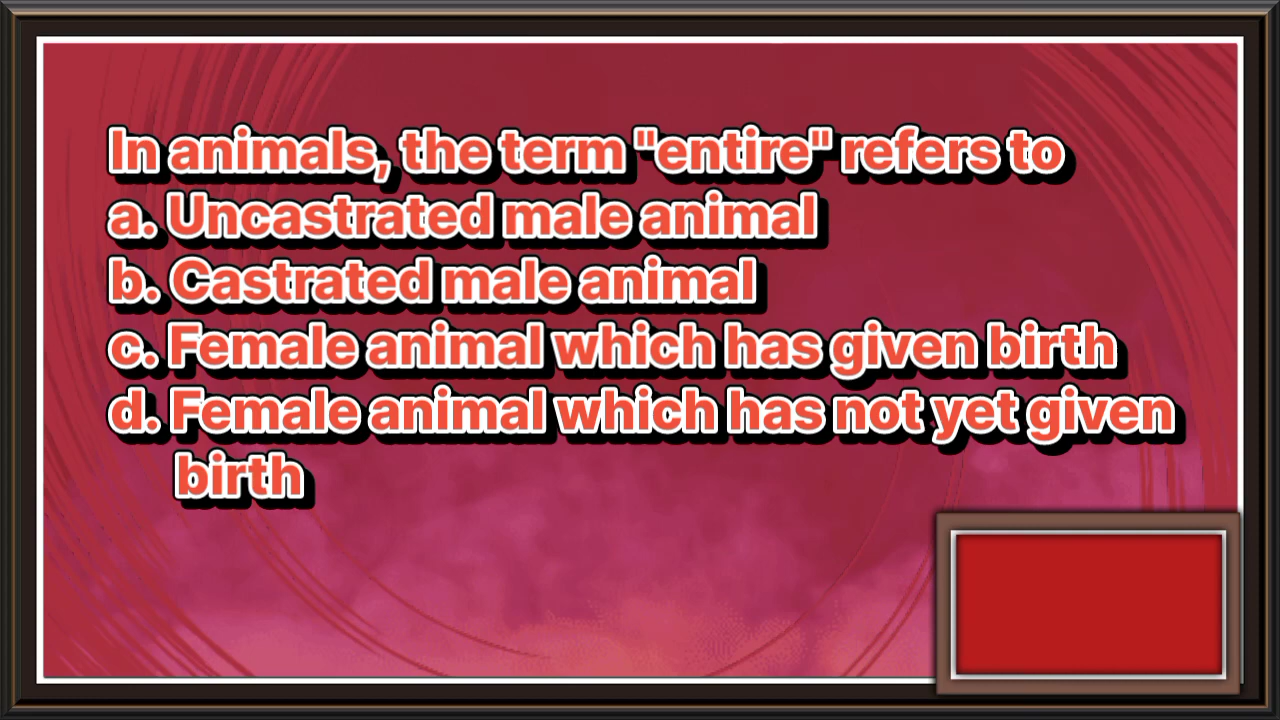 In animals, the term "entire" refers to
a. Uncastrated male animal
b. Castrated male animal
c. Female animal which has given birth
d. Female animal which has not yet given
birth